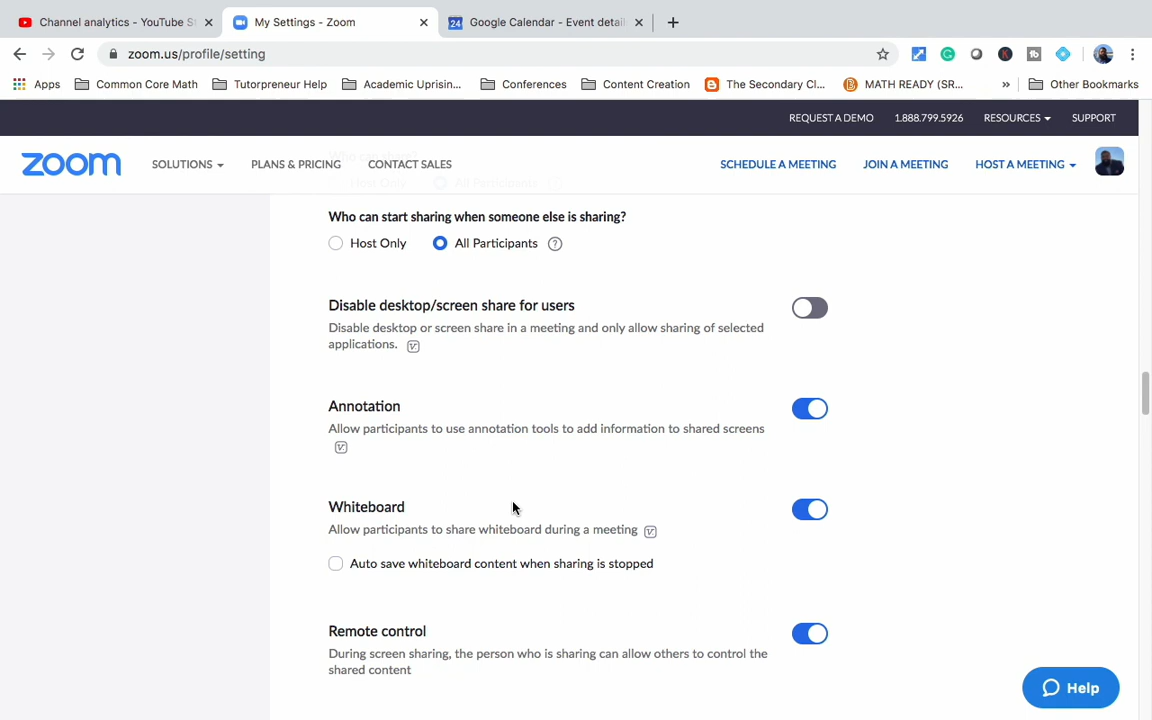 Channel analytics - YouTube S
My Settings - Zoom
24 Google Calendar - Event detail
zoom.us/profile/setting
K
tb
Apps
Common Core Math
Tutorpreneur Help
Academic Uprisin...
Conferences
Content Creation
The Secondary Cl...
MATH READY (SR...
»
Other Bookmarks
REQUEST A DEMO
1.888.799.5926
RESOURCES
SUPPORT
zoom
SOLUTIONS
PLANS & PRICING
CONTACT SALES
SCHEDULE A MEETING
JOIN A MEETING
HOST A MEETING
Host Only
All Participants
Who can start sharing when someone else is sharing?
Host Only
All Participants
?
Disable desktop/screen share for users
Disable desktop or screen share in a meeting and only allow sharing of selected
applications.
Annotation
Allow participants to use annotation tools to add information to shared screens
Whiteboard
Allow participants to share whiteboard during a meeting
Auto save whiteboard content when sharing is stopped
Remote control
During screen sharing, the person who is sharing can allow others to control the
shared content
Help